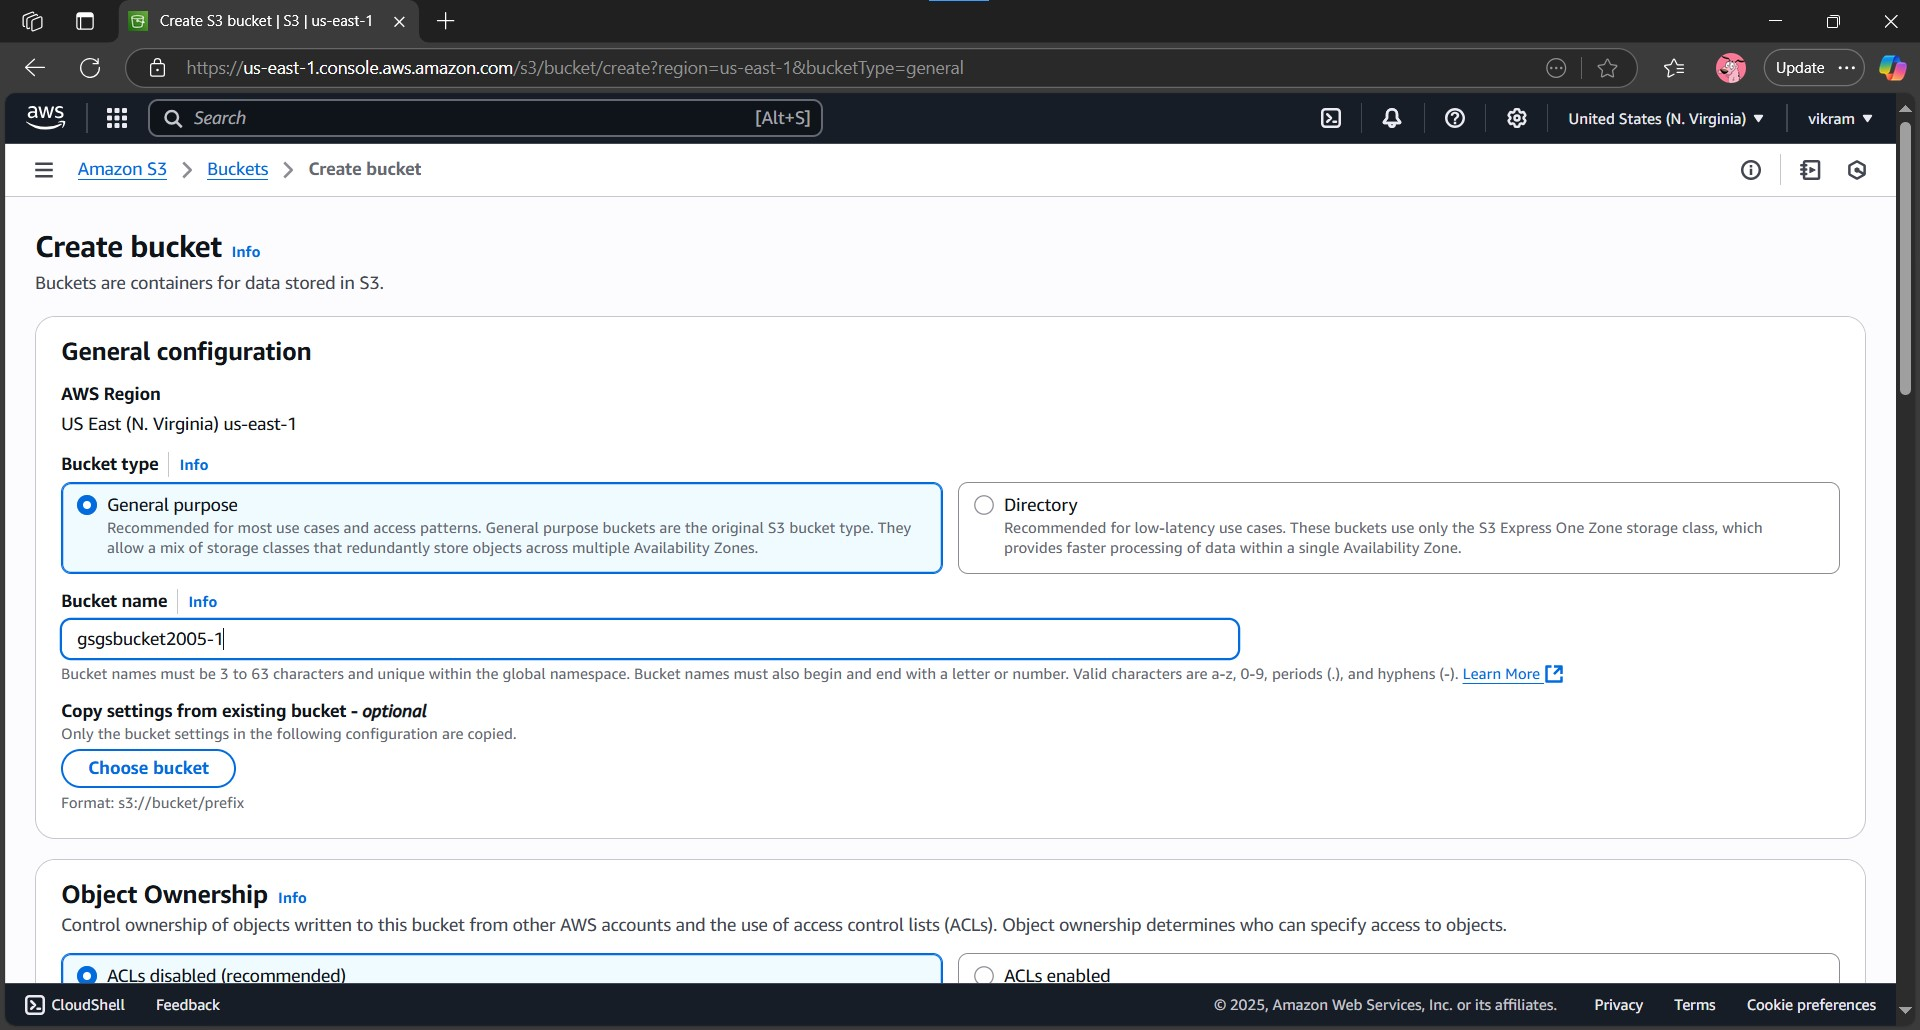 Create S3 bucket | S3 | us-east-1
https://us-east-1.console.aws.amazon.com/s3/bucket/create?region=us-east-1&bucketType=general
Update
aws
Search
[Alt+S]
United States (N. Virginia)
vikram
Amazon S3
Buckets
Create bucket
Create bucket Info
Buckets are containers for data stored in S3.
General configuration
AWS Region
US East (N. Virginia) us-east-1
Bucket type
Info
General purpose
Recommended for most use cases and access patterns. General purpose buckets are the original S3 bucket type. They
allow a mix of storage classes that redundantly store objects across multiple Availability Zones.
Directory
Recommended for low-latency use cases. These buckets use only the S3 Express One Zone storage class, which
provides faster processing of data within a single Availability Zone.
Bucket name
Info
gsgsbucket2005-1
Bucket names must be 3 to 63 characters and unique within the global namespace. Bucket names must also begin and end with a letter or number. Valid characters are a-z, 0-9, periods (.), and hyphens (-). Learn More
Copy settings from existing bucket - optional
Only the bucket settings in the following configuration are copied.
Choose bucket
Format: s3://bucket/prefix
Object Ownership Info
Control ownership of objects written to this bucket from other AWS accounts and the use of access control lists (ACLs). Object ownership determines who can specify access to objects.
ACLs disabled (recommended)
ACLs enabled
CloudShell
Feedback
© 2025, Amazon Web Services, Inc. or its affiliates.
Privacy
Terms
Cookie preferences